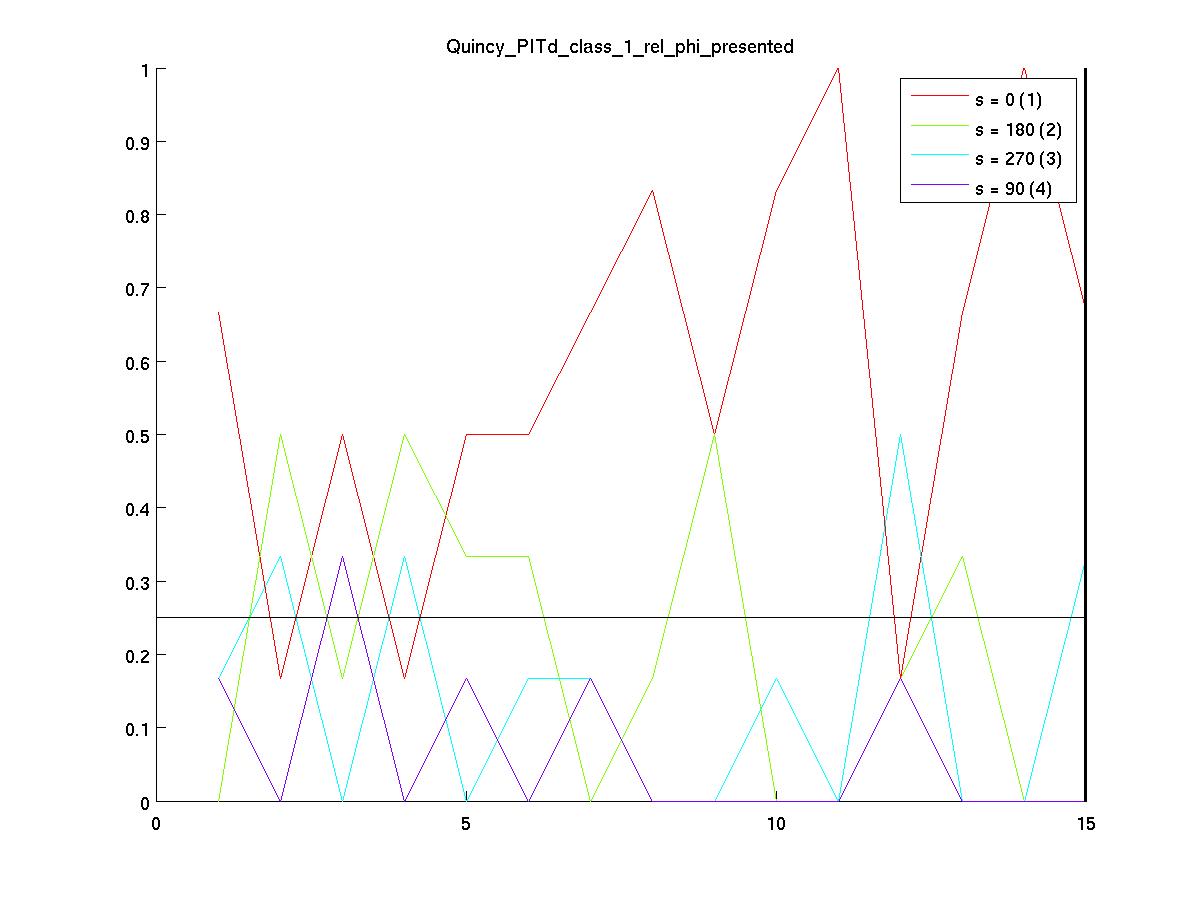 Quincy_PITd_class_1_rel_phi_presented
1
0.9
0.8
0.7
0.6
0.5
0.4
0.3
0.2
0.1
0
0 5 10 15
s = 0 (1)
s = 180 (2)
s = 270 (3)
s = 90 (4)